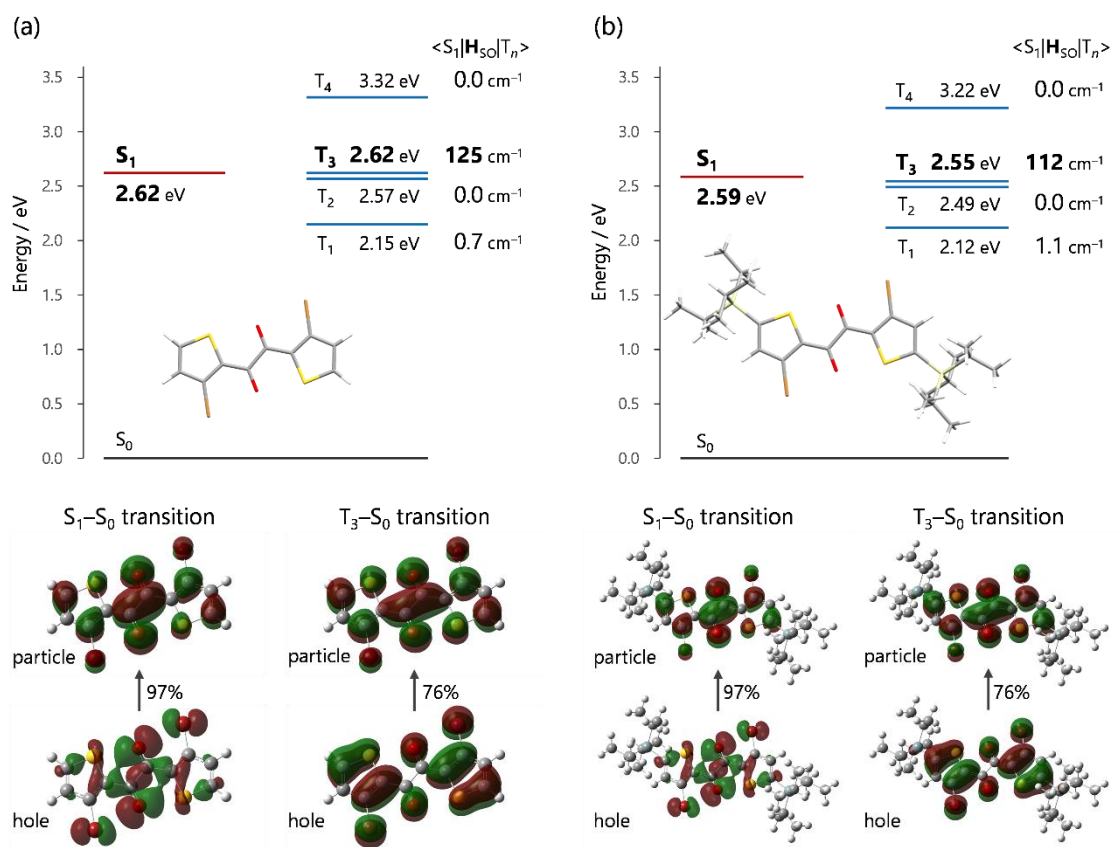 (a)
<S₁|H_SO|Tₙ>
Energy / eV
3.5
3.0
2.5
2.0
1.5
1.0
0.5
0.0
T₄ 3.32 eV 0.0 cm⁻¹
S₁
2.62 eV
T₃ 2.62 eV 125 cm⁻¹
T₂ 2.57 eV 0.0 cm⁻¹
T₁ 2.15 eV 0.7 cm⁻¹
S₀
S₁–S₀ transition
T₃–S₀ transition
particle
particle
97%
76%
hole
hole
(b)
<S₁|H_SO|Tₙ>
Energy / eV
3.5
3.0
2.5
2.0
1.5
1.0
0.5
0.0
T₄ 3.22 eV 0.0 cm⁻¹
S₁
2.59 eV
T₃ 2.55 eV 112 cm⁻¹
T₂ 2.49 eV 0.0 cm⁻¹
T₁ 2.12 eV 1.1 cm⁻¹
S₀
S₁–S₀ transition
T₃–S₀ transition
particle
particle
97%
76%
hole
hole